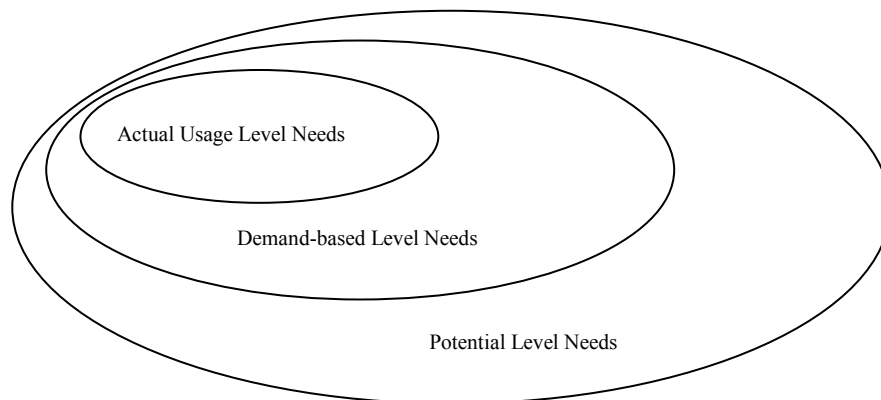 Actual Usage Level Needs
Demand-based Level Needs
Potential Level Needs